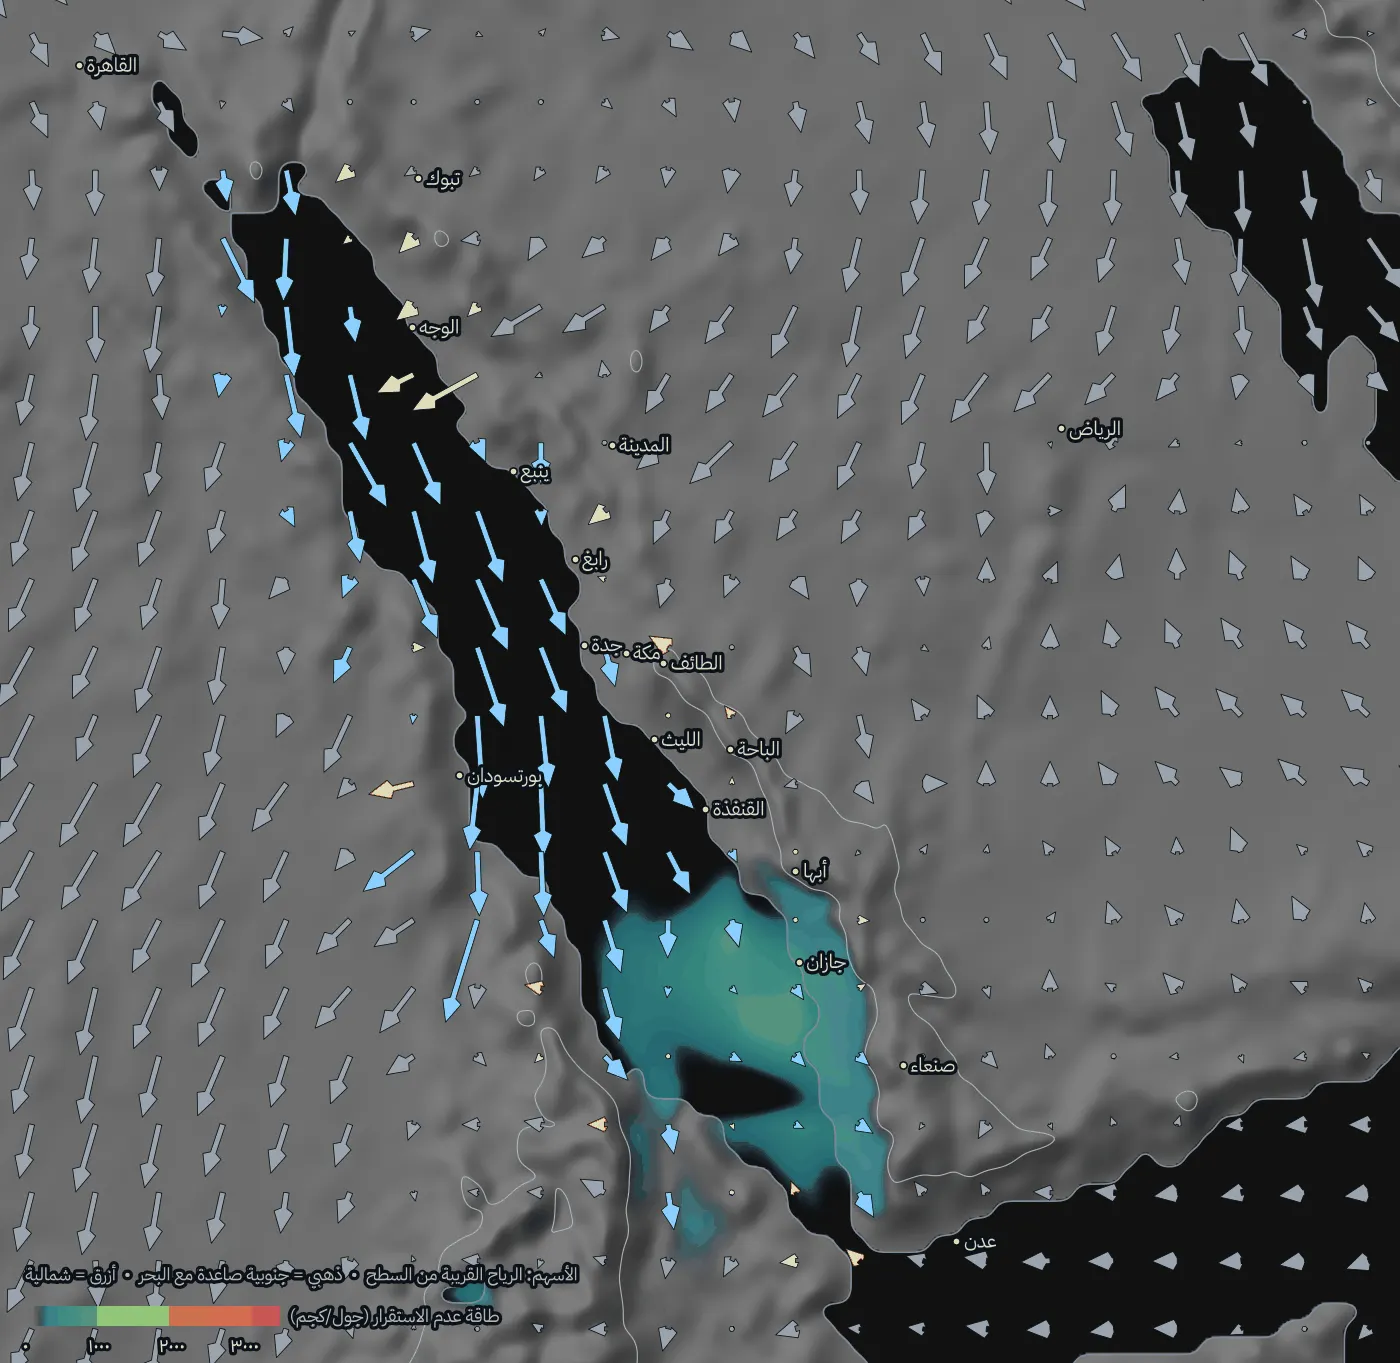 القاهرة
تبوك
الوجه
الرياض
المدينة
ينبع
رابغ
جدة
مكة
الطائف
الليث
الباحة
بورتسودان
القنفذة
أبها
جازان
صنعاء
عدن
الأسهم: الرياح القريبة من السطح • ذهبي = جنوبية صاعدة مع البحر • أزرق = شمالية
طاقة عدم الاستقرار (جول/كجم)
٠ ١٠٠٠ ٢٠٠٠ ٣٠٠٠